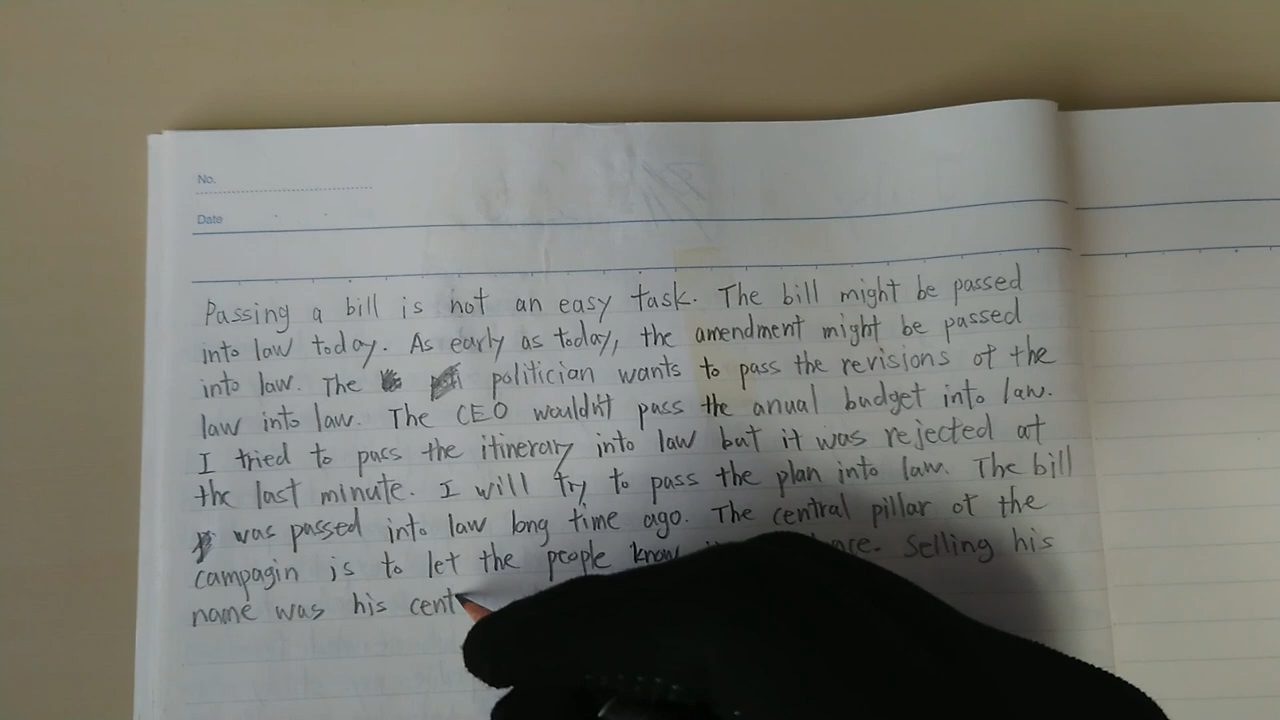 No.
Date
Passing a bill is not an easy task. The bill might be passed
into law today. As early as today, the amendment might be passed
into law. The politician wants to pass the revisions of the
law into law. The CEO wouldn't pass the anual budget into law.
I tried to pass the itinerary into law but it was rejected at
the last minute. I will try to pass the plan into law. The bill
was passed into law long time ago. The central pillar of the
campagin is to let the people know Selling his
name was his cent